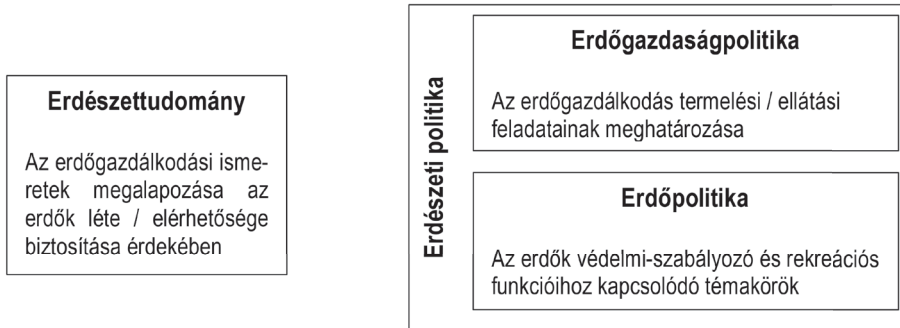 Erdészettudomány
Az erdőgazdálkodási isme-
retek megalapozása az
erdők léte / elérhetősége
biztosítása érdekében
Erdészeti politika
Erdőgazdaságpolitika
Az erdőgazdálkodás termelési / ellátási
feladatainak meghatározása
Erdőpolitika
Az erdők védelmi-szabályozó és rekreációs
funkcióihoz kapcsolódó témakörök